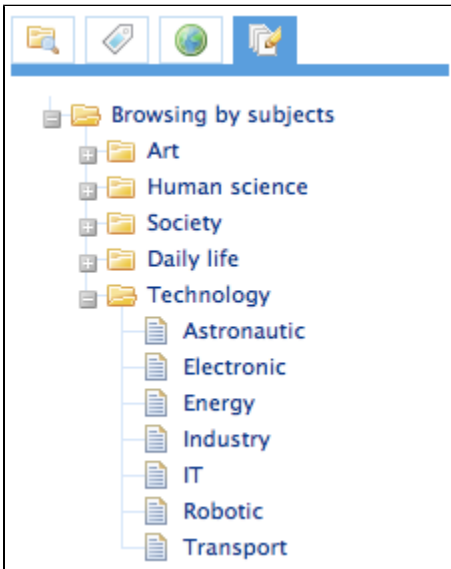 Browsing by subjects
Art
Human science
Society
Daily life
Technology
Astronautic
Electronic
Energy
Industry
IT
Robotic
Transport